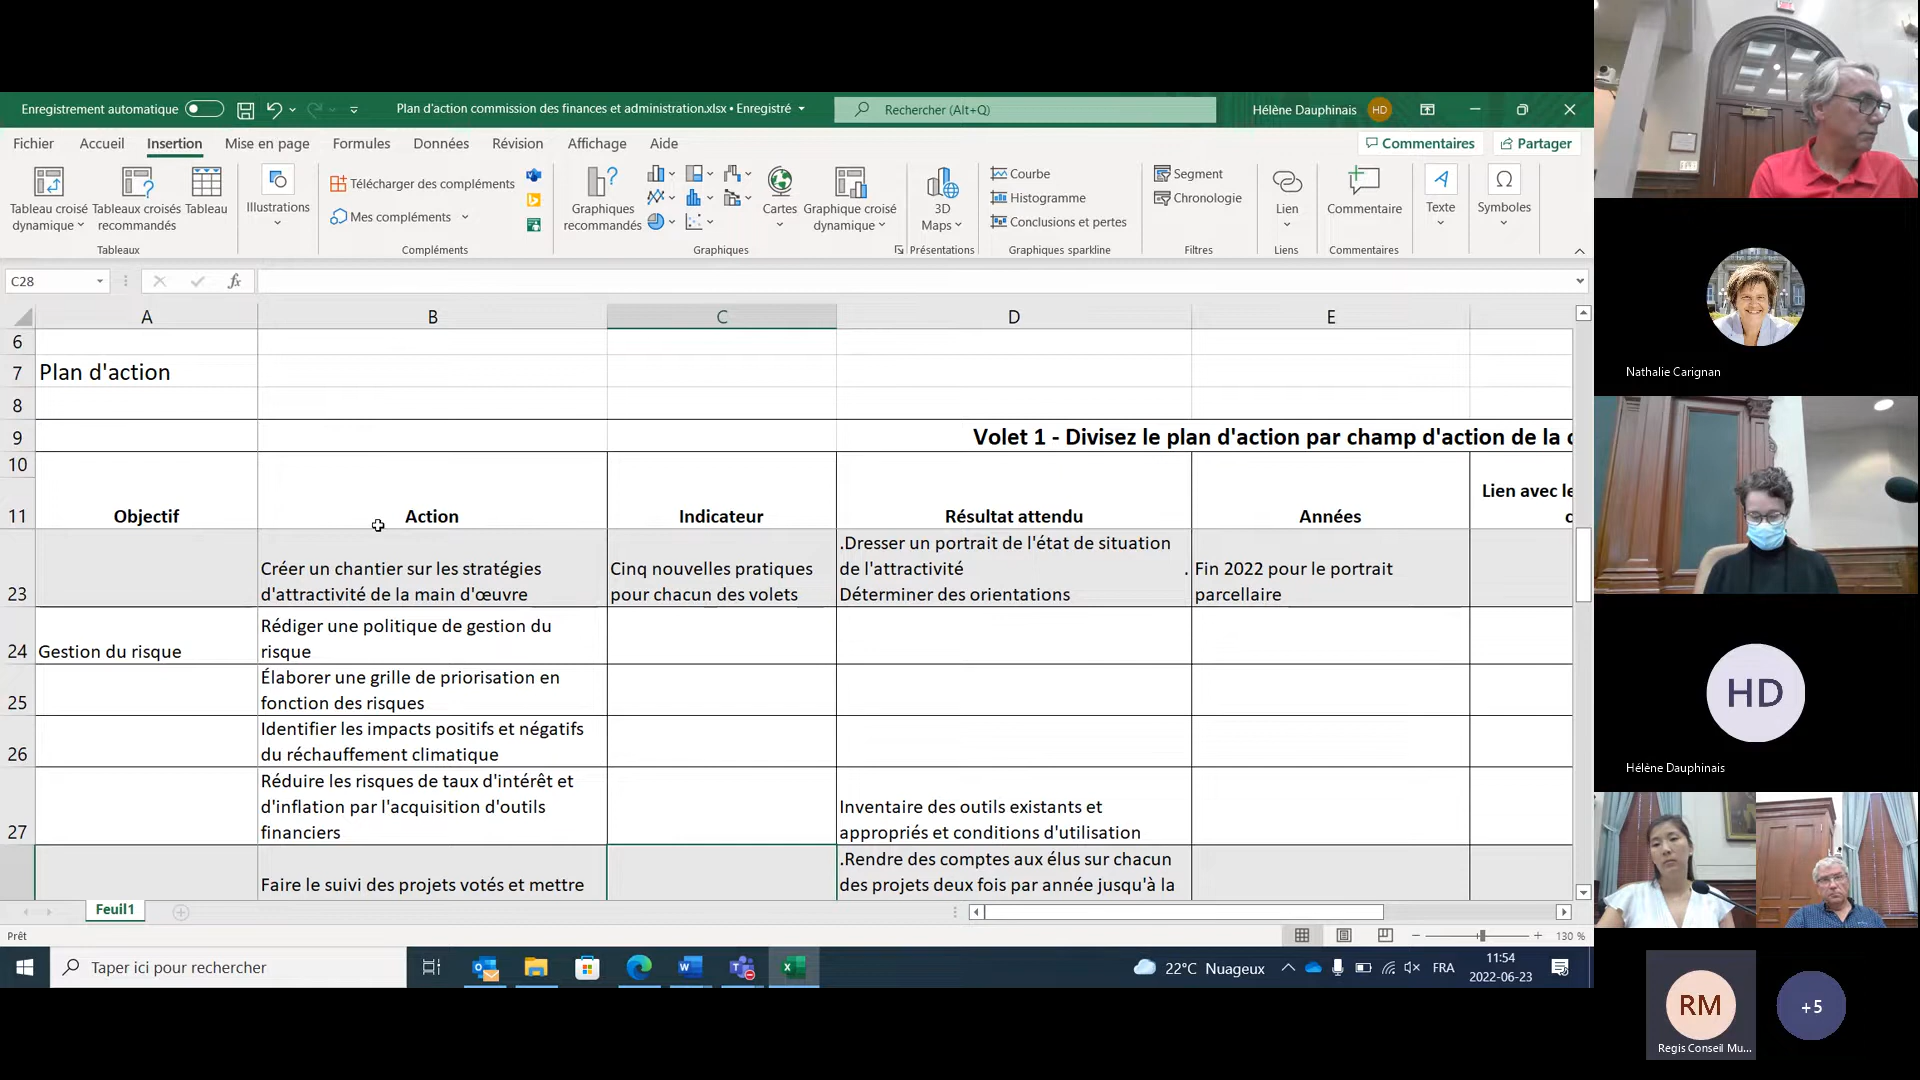 Enregistrement automatique
Plan d'action commission des finances et administration.xlsx • Enregistré
Rechercher (Alt+Q)
Hélène Dauphinais
HD
Fichier
Accueil
Insertion
Mise en page
Formules
Données
Révision
Affichage
Aide
Commentaires
Partager
Tableau croisé
dynamique
Tableaux croisés
recommandés
Tableau
Tableaux
Illustrations
Télécharger des compléments
Mes compléments
Compléments
Graphiques
recommandés
Cartes
Graphique croisé
dynamique
Graphiques
3D
Maps
Présentations
Courbe
Histogramme
Conclusions et pertes
Graphiques sparkline
Segment
Chronologie
Filtres
Lien
Liens
Commentaire
Commentaires
Texte
Symboles
C28
fx
A
B
C
D
E
6
7
Plan d'action
8
9
Volet 1 - Divisez le plan d'action par champ d'action de la
10
Lien avec le
11
Objectif
Action
Indicateur
Résultat attendu
Années
23
Créer un chantier sur les stratégies
d'attractivité de la main d'œuvre
Cinq nouvelles pratiques
pour chacun des volets
.Dresser un portrait de l'état de situation
de l'attractivité .
Déterminer des orientations
Fin 2022 pour le portrait
parcellaire
24
Gestion du risque
Rédiger une politique de gestion du
risque
25
Élaborer une grille de priorisation en
fonction des risques
26
Identifier les impacts positifs et négatifs
du réchauffement climatique
27
Réduire les risques de taux d'intérêt et
d'inflation par l'acquisition d'outils
financiers
Inventaire des outils existants et
appropriés et conditions d'utilisation
Faire le suivi des projets votés et mettre
.Rendre des comptes aux élus sur chacun
des projets deux fois par année jusqu'à la
Feuil1
Prêt
130 %
Taper ici pour rechercher
22°C Nuageux
FRA
11:54
2022-06-23
Nathalie Carignan
HD
Hélène Dauphinais
RM
Regis Conseil Mu...
+5